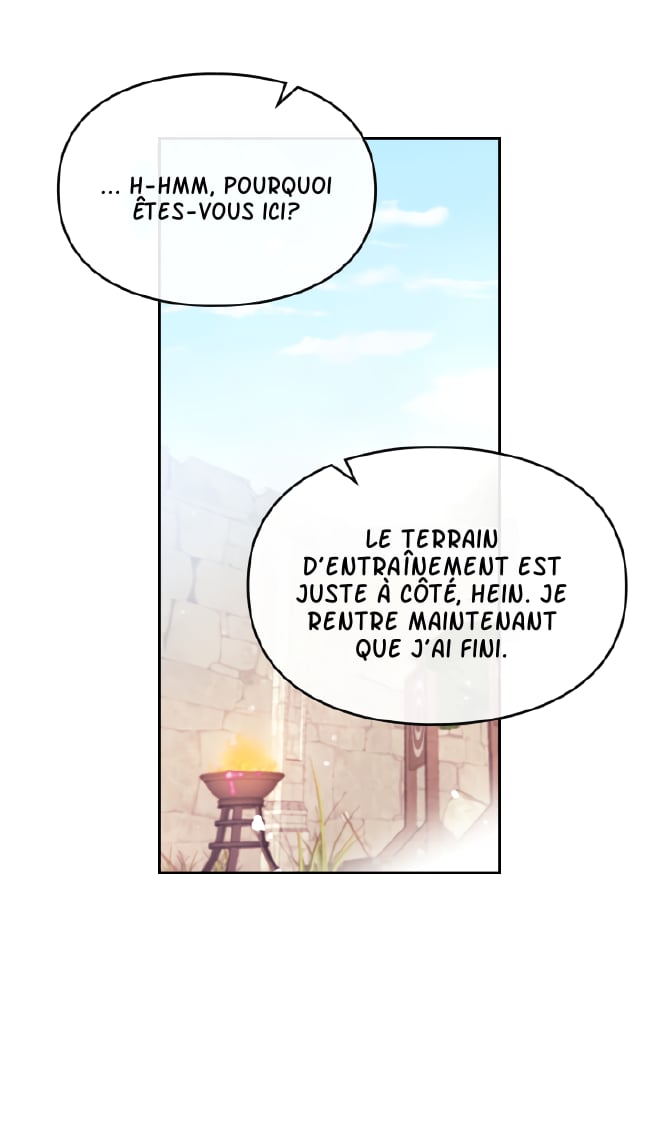 ... H-HMM, POURQUOI
ÊTES-VOUS ICI?
LE TERRAIN
D'ENTRAÎNEMENT EST
JUSTE À CÔTÉ, HEIN. JE
RENTRE MAINTENANT
QUE J'AI FINI.